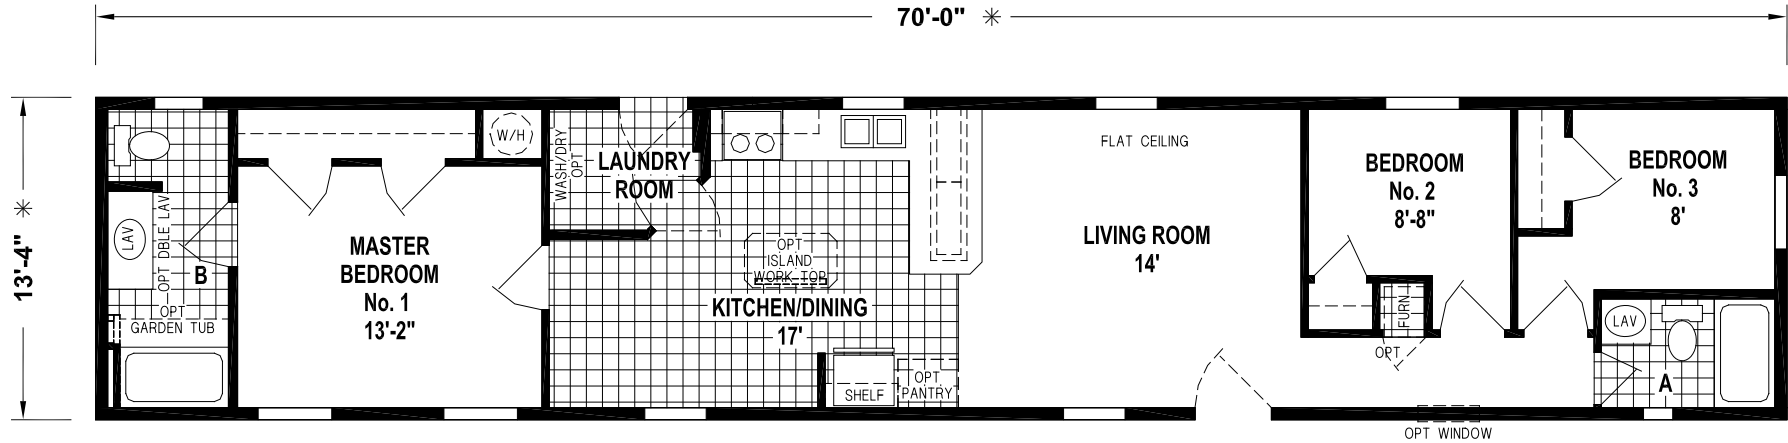 70'-0" ✳
13'-4" ✳
W/H
WASH/DRY
OPT
LAUNDRY
ROOM
FLAT CEILING
BEDROOM
No. 2
8'-8"
BEDROOM
No. 3
8'
LAV
OPT DBLE LAV
B
MASTER
BEDROOM
No. 1
13'-2"
OPT
ISLAND
WORK TOP
LIVING ROOM
14'
KITCHEN/DINING
17'
OPT
GARDEN TUB
FURN
OPT
LAV
A
SHELF
OPT
PANTRY
OPT WINDOW